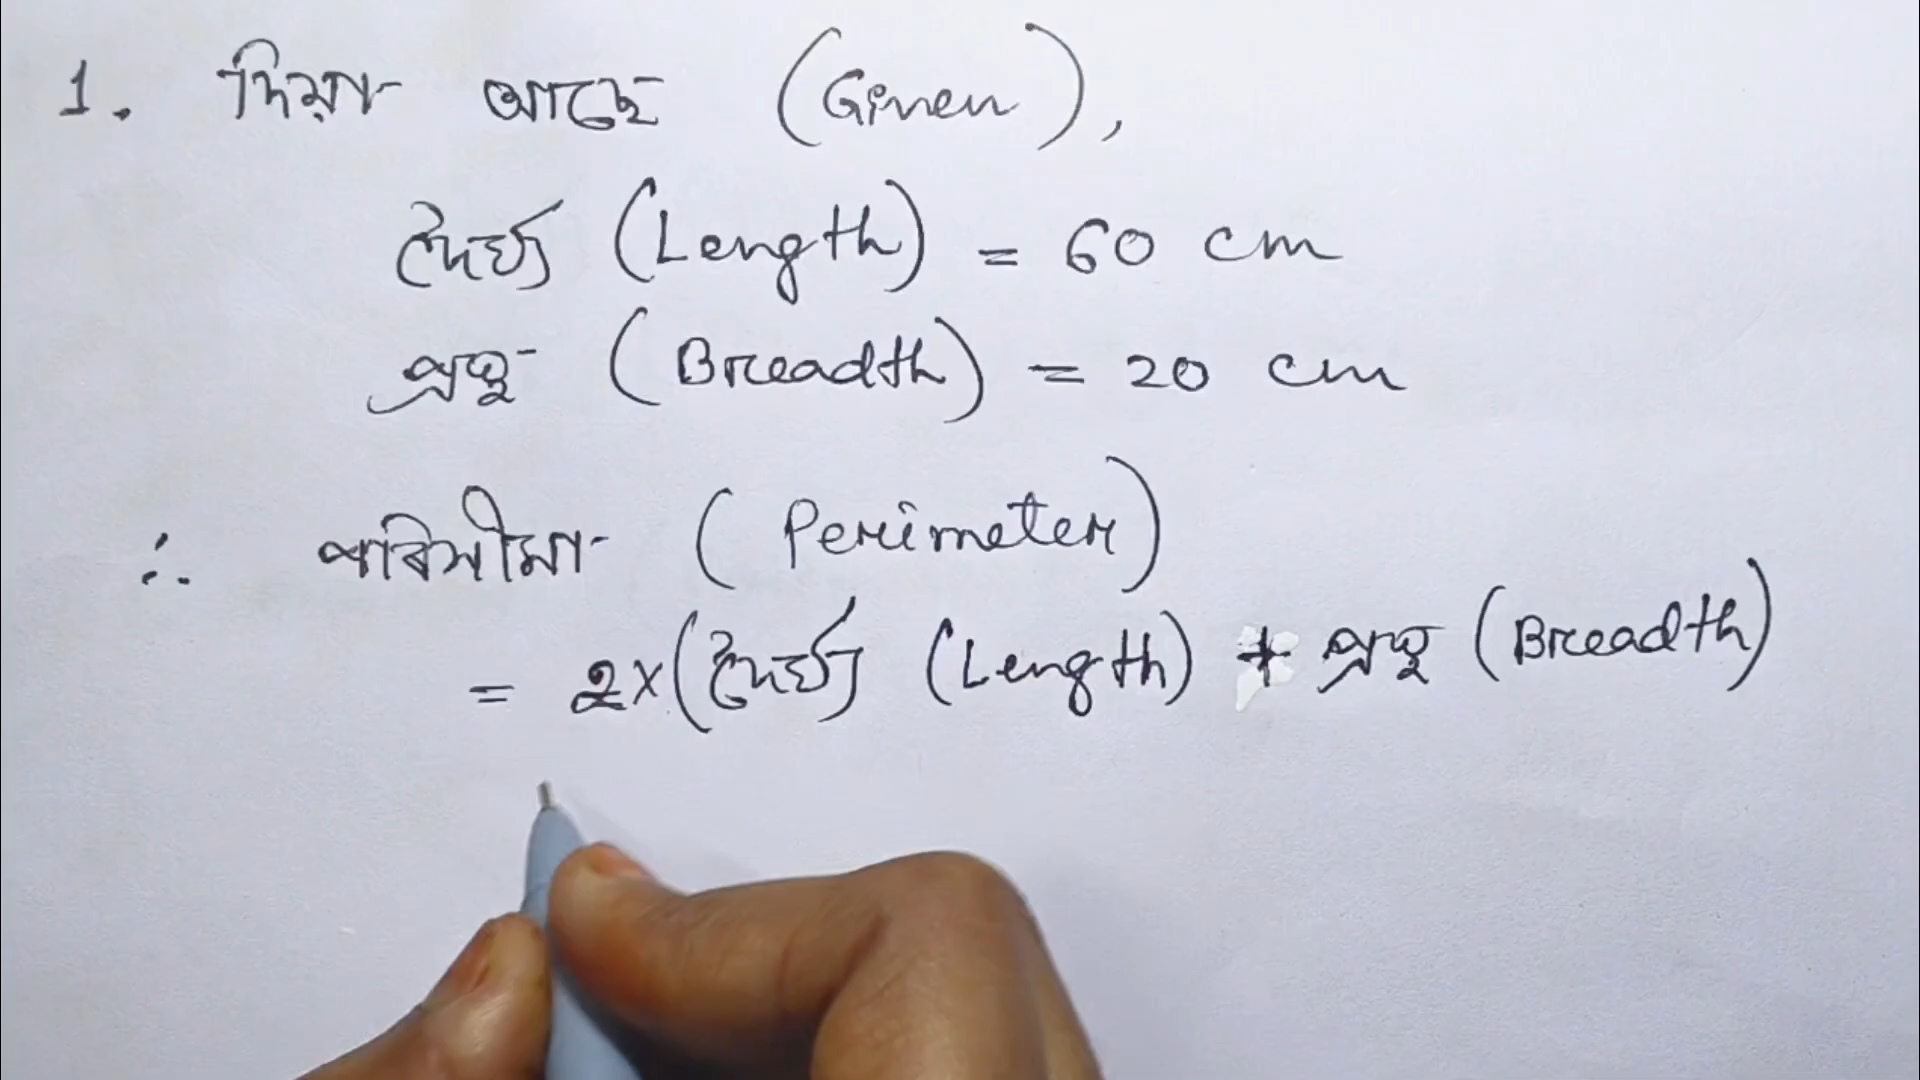 1. দিয়া আছে (Given),
দৈৰ্ঘ্য (Length) = 60 cm
প্ৰস্থ (Breadth) = 20 cm
∴ পৰিসীমা (Perimeter)
= 2×(দৈৰ্ঘ্য (Length) + প্ৰস্থ (Breadth)